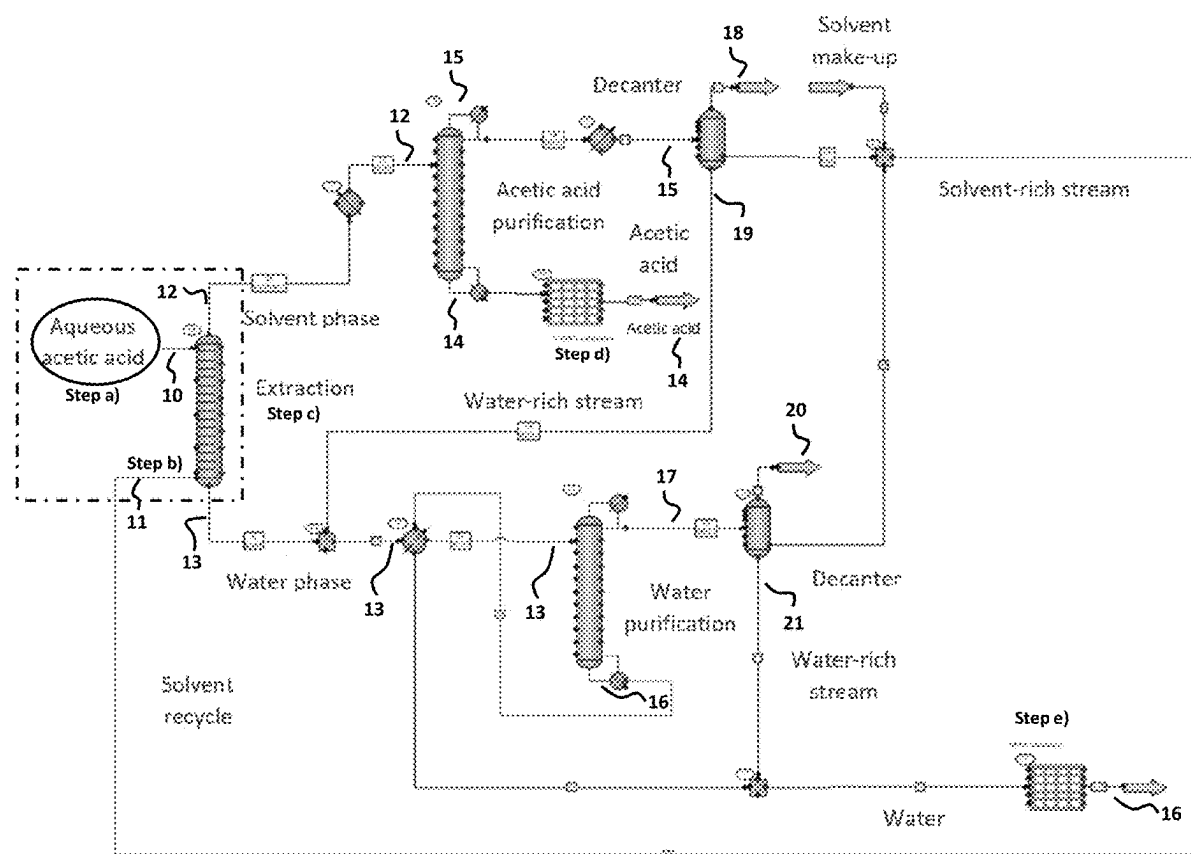 Solvent
make-up
18
15
Decanter
12
15
Acetic acid
purification
19
Solvent-rich stream
Acetic
acid
12
Solvent phase
14
Step d)
Acetic acid
14
Aqueous
acetic acid
Step a)
10
Extraction
Step c)
Water-rich stream
20
Step b)
11
13
17
Water phase
13
13
Water
purification
Decanter
21
Water-rich
stream
16
Solvent
recycle
Step e)
Water
16